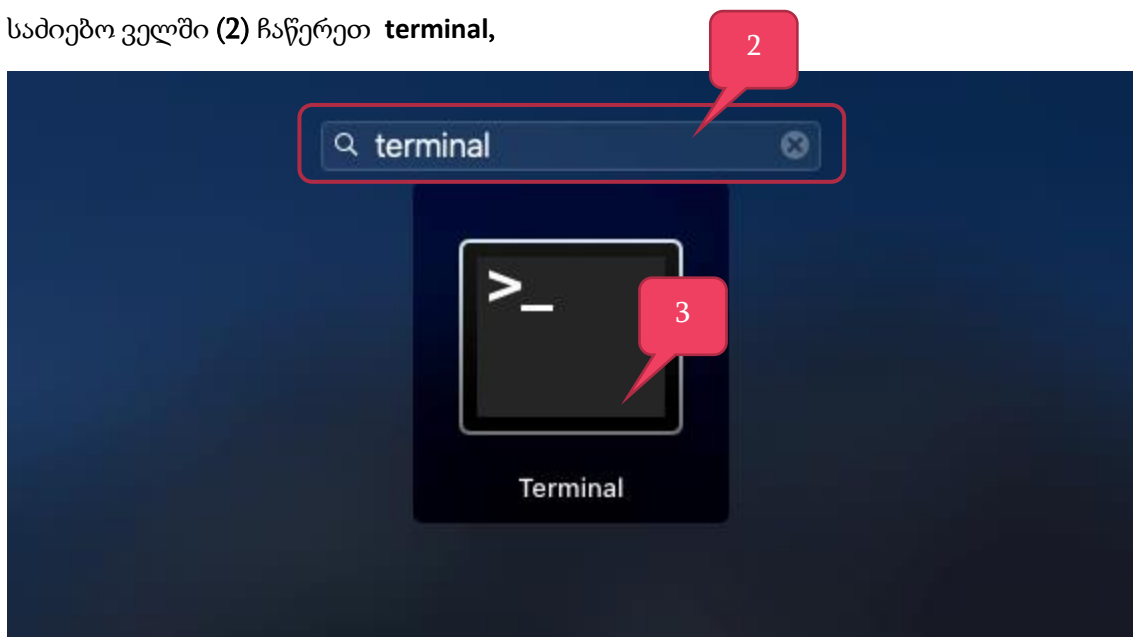 საძიებო ველში (2) ჩაწერეთ terminal,
2
terminal
>_
3
Terminal